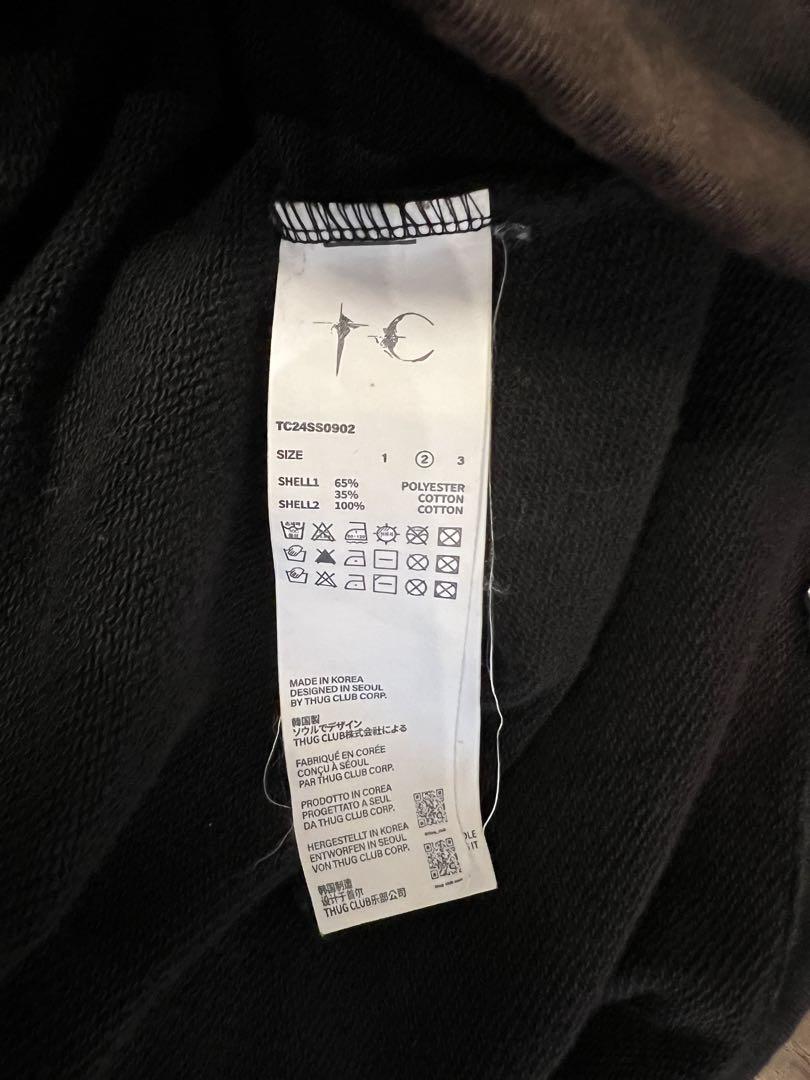 TC
TC24SS0902
SIZE 1 2 3
SHELL1 65% POLYESTER
35% COTTON
SHELL2 100% COTTON
MADE IN KOREA
DESIGNED IN SEOUL
BY THUG CLUB CORP.
韓国製
ソウルでデザイン
THUG CLUB株式会社による
FABRIQUÉ EN CORÉE
CONÇU À SÉOUL
PAR THUG CLUB CORP.
PRODOTTO IN COREA
PROGETTATO A SEUL
DA THUG CLUB CORP.
HERGESTELLT IN KOREA
ENTWORFEN IN SEOUL
VON THUG CLUB CORP.
韩国制造
设计于首尔
THUG CLUB乐部公司